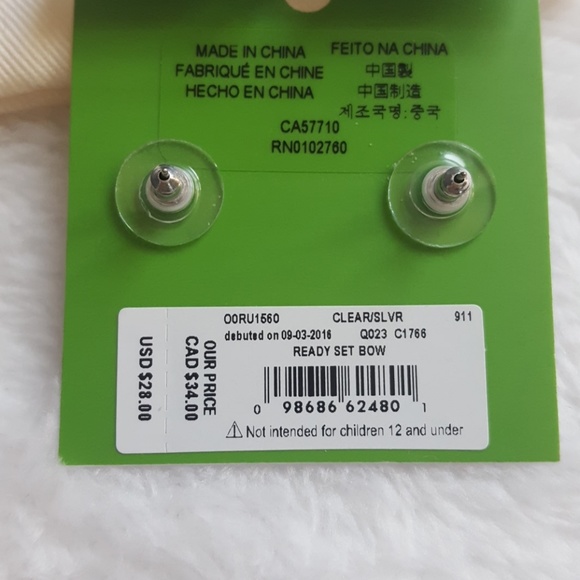 MADE IN CHINA
FABRIQUÉ EN CHINE
HECHO EN CHINA
FEITO NA CHINA
中国製
中国制造
제조국명:중국
CA57710
RN0102760
O0RU1560 CLEAR/SLVR 911
debuted on 09-03-2016 Q023 C1766
READY SET BOW
0 98686 62480 1
⚠ Not intended for children 12 and under
OUR PRICE
CAD $34.00
USD $28.00